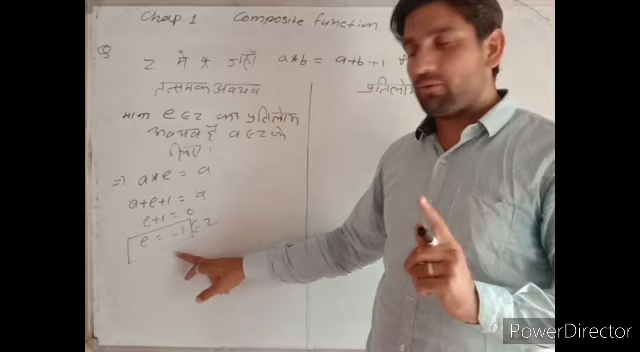 Chap 1 Composite function
Q Z में * जहाँ a*b = a+b+1 ∀
तत्समक अवयव
प्रतिलोम
माना e∈Z का प्रतिलोम
अवयव है a∈Z के
लिए:
⇒ a*e = a
a+e+1 = a
e+1 = 0
e = -1 ∈ Z
PowerDirector